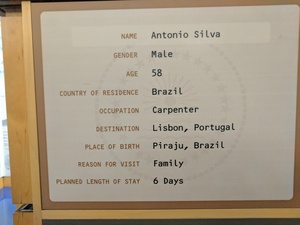 NAME Antonio Silva
GENDER Male
AGE 58
COUNTRY OF RESIDENCE Brazil
OCCUPATION Carpenter
DESTINATION Lisbon, Portugal
PLACE OF BIRTH Piraju, Brazil
REASON FOR VISIT Family
PLANNED LENGTH OF STAY 6 Days